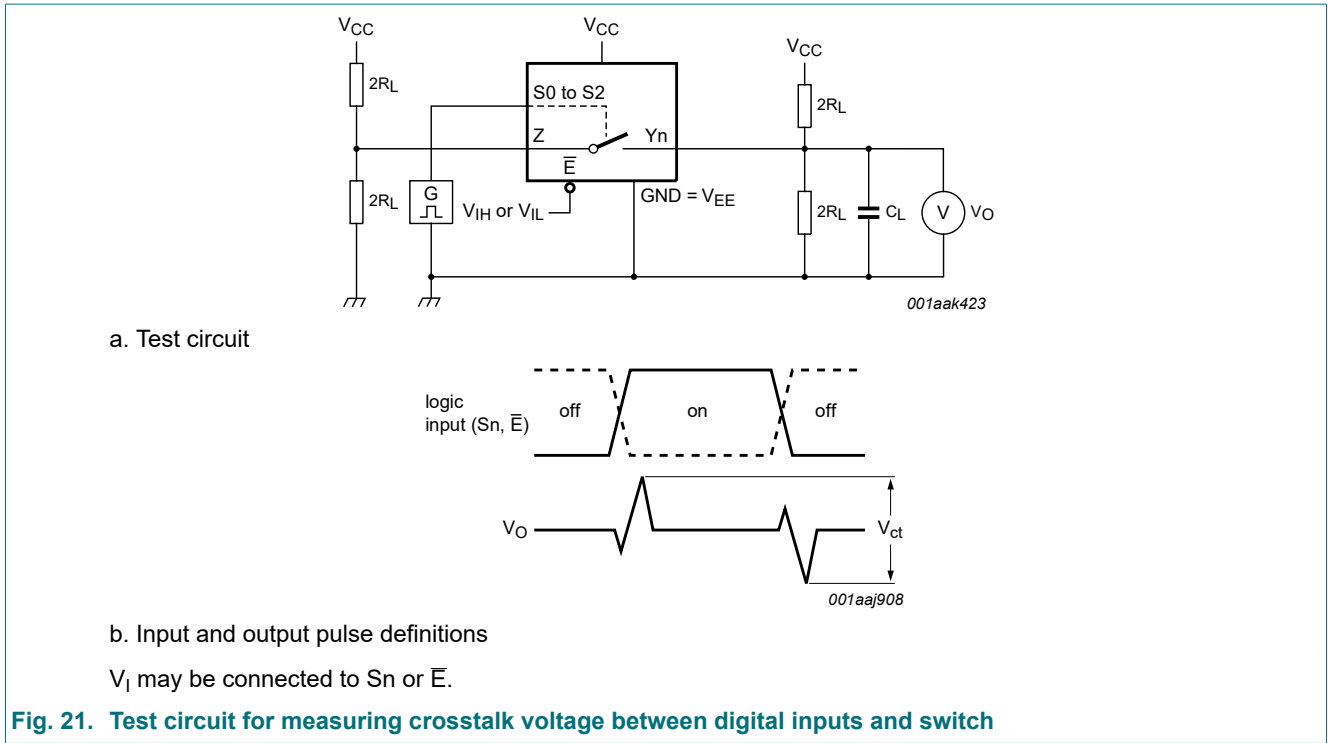 VCC
VCC
VCC
2RL
S0 to S2
2RL
Z
Yn
E̅
G
2RL
VIH or VIL
GND = VEE
2RL
CL
V
VO
001aak423
a. Test circuit
logic
input (Sn, E̅)
off
on
off
VO
Vct
001aaj908
b. Input and output pulse definitions
VI may be connected to Sn or E̅.
Fig. 21. Test circuit for measuring crosstalk voltage between digital inputs and switch